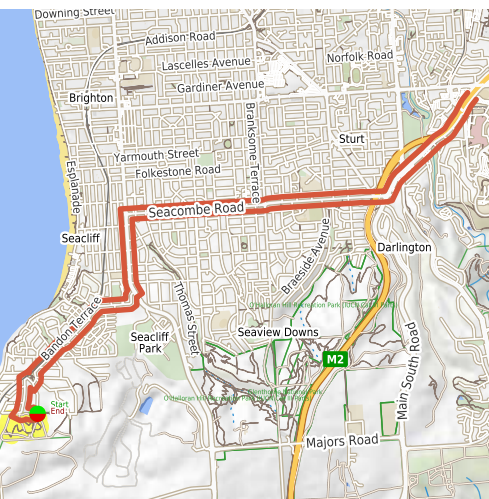 Downing Street
Addison Road
Norfolk Road
Lascelles Avenue
Gardiner Avenue
Brighton
Branksome Terrace
Sturt
Yarmouth Street
Folkestone Road
Esplanade
Seacombe Road
Seacliff
Braeside Avenue
Darlington
Bandon Terrace
Thomas Street
Seaview Downs
Seacliff
Park
M2
Main South Road
Start
End
Majors Road